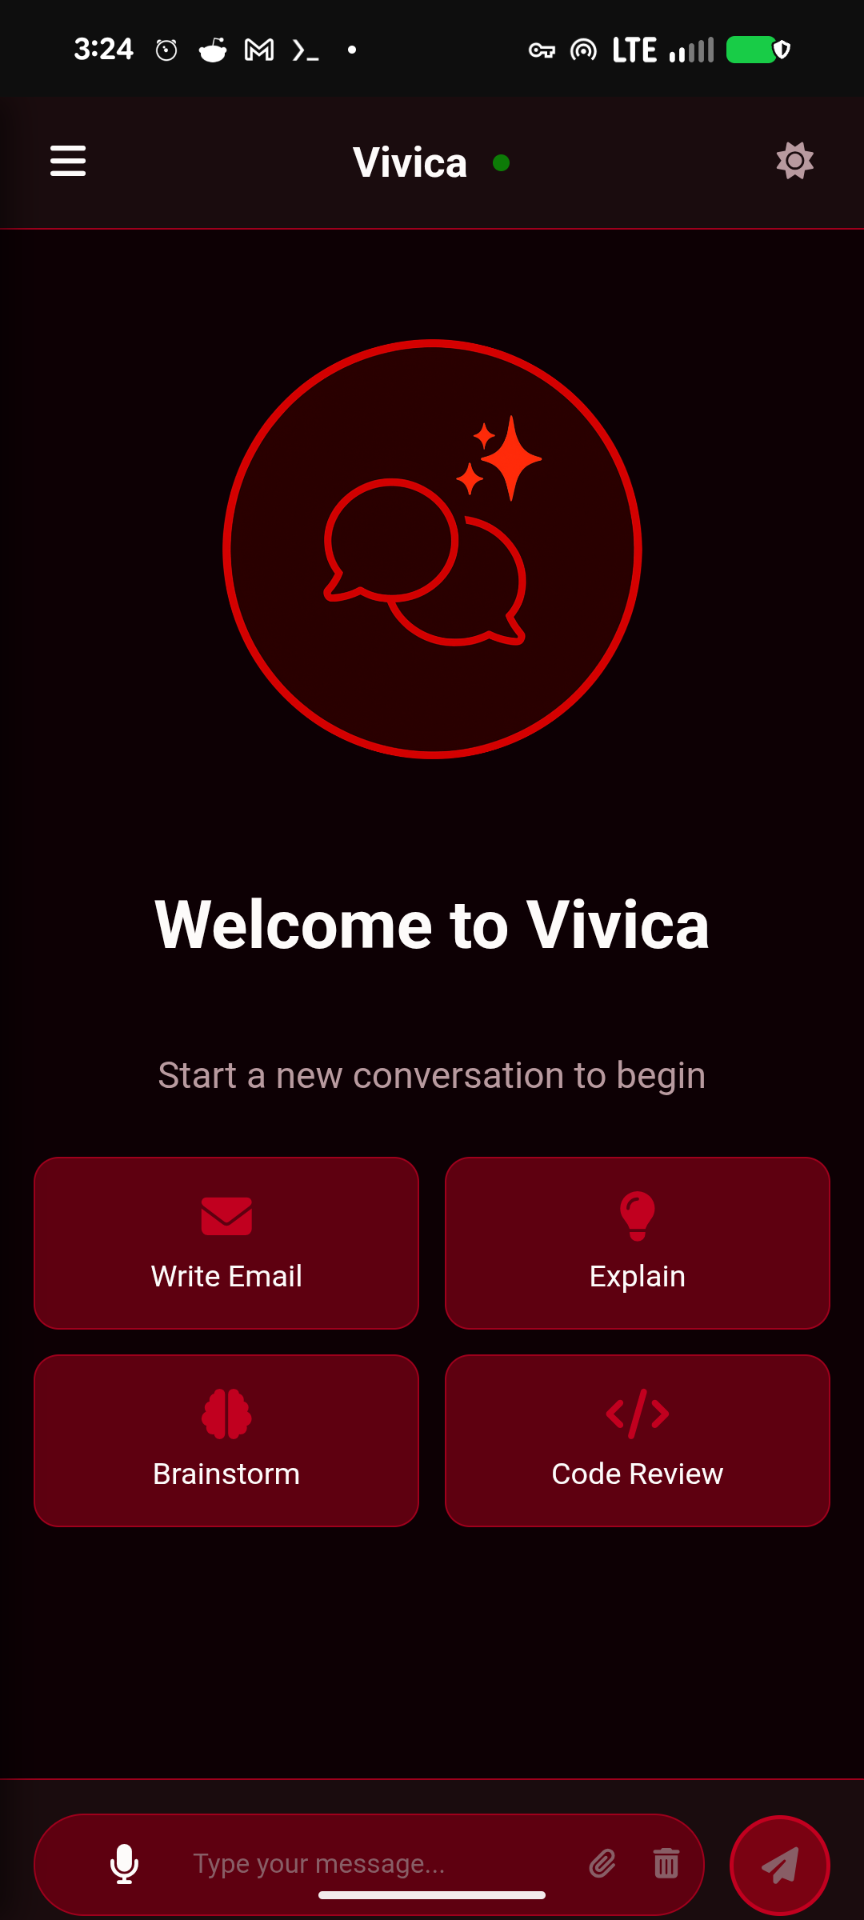 3:24
LTE
Vivica
Welcome to Vivica
Start a new conversation to begin
Write Email
Explain
Brainstorm
Code Review
Type your message...